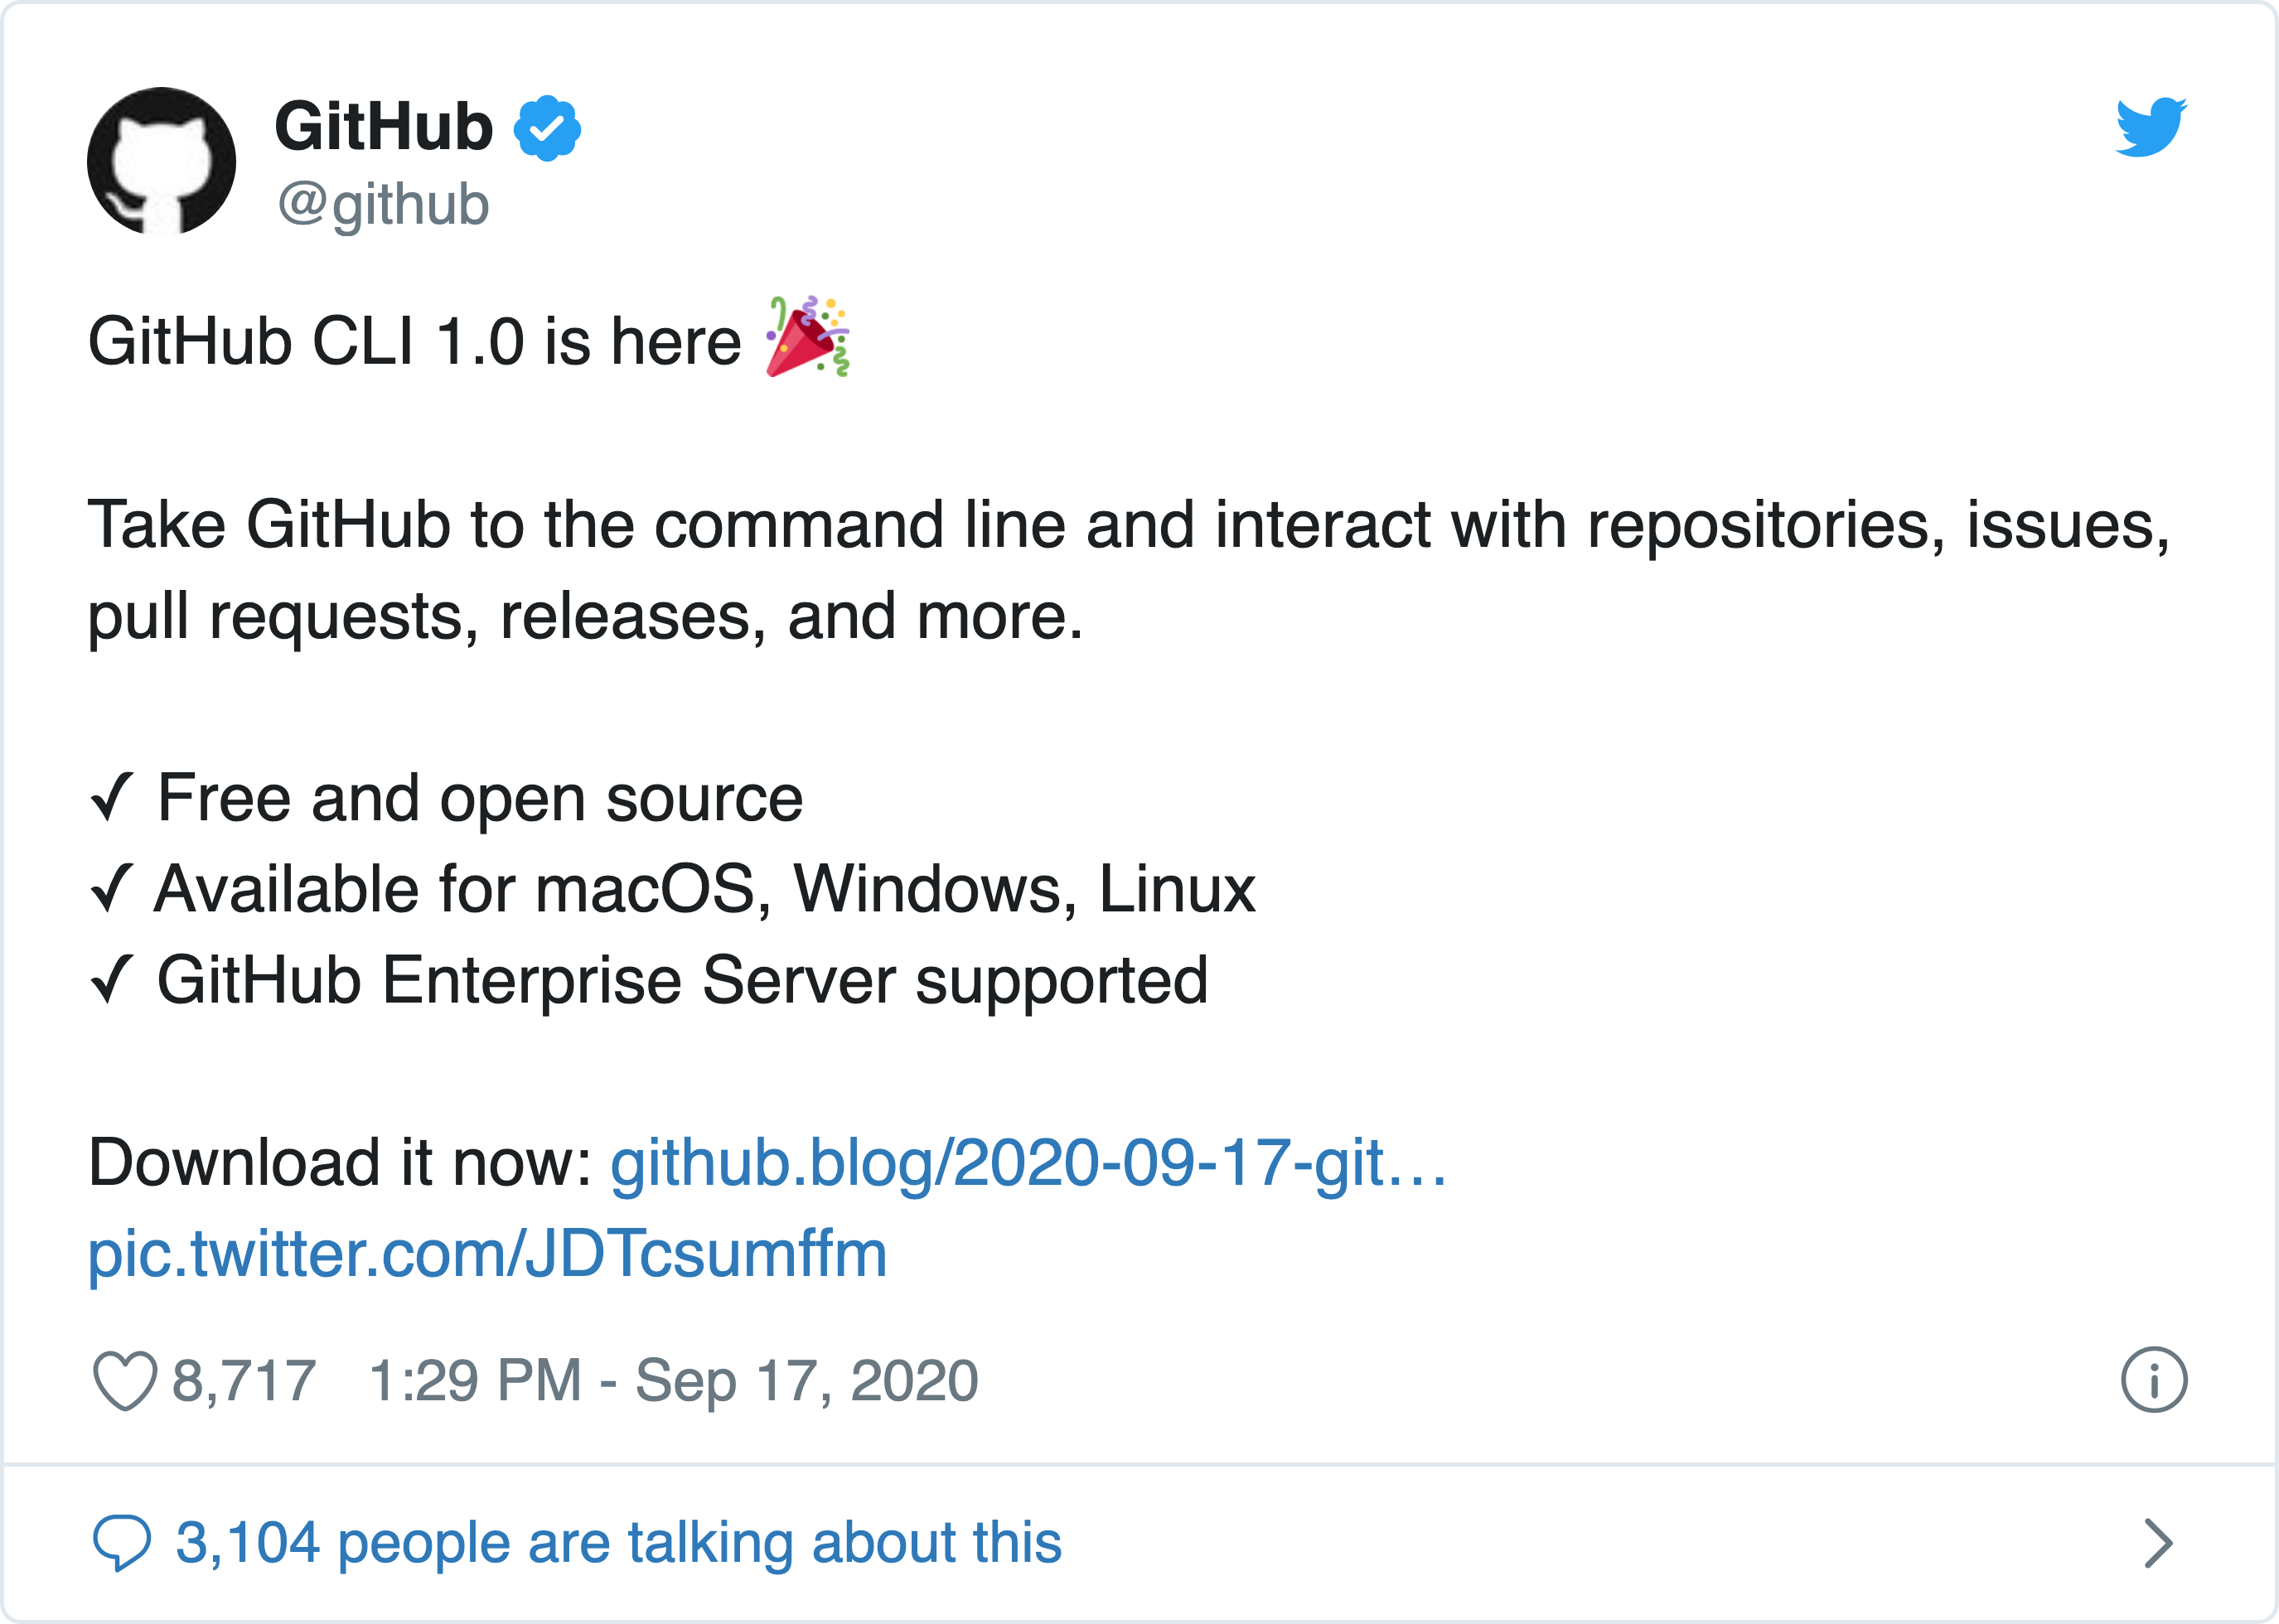 GitHub
@github
GitHub CLI 1.0 is here 🎉
Take GitHub to the command line and interact with repositories, issues,
pull requests, releases, and more.
✓ Free and open source
✓ Available for macOS, Windows, Linux
✓ GitHub Enterprise Server supported
Download it now: github.blog/2020-09-17-git…
pic.twitter.com/JDTcsumffm
8,717 1:29 PM - Sep 17, 2020
3,104 people are talking about this